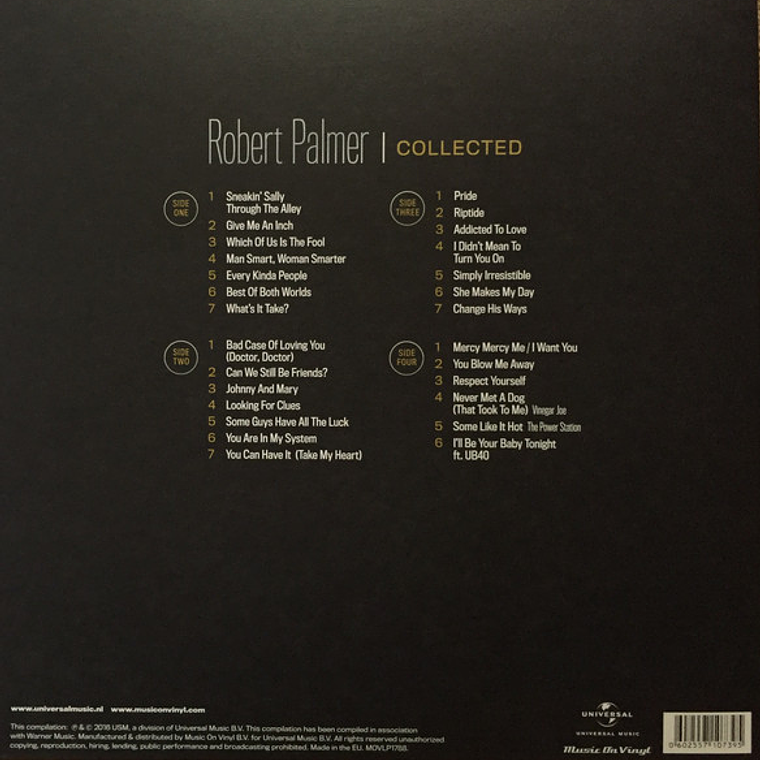 Robert Palmer | COLLECTED
SIDE
ONE
1 Sneakin' Sally
Through The Alley
2 Give Me An Inch
3 Which Of Us Is The Fool
4 Man Smart, Woman Smarter
5 Every Kinda People
6 Best Of Both Worlds
7 What's It Take?
SIDE
TWO
1 Bad Case Of Loving You
(Doctor, Doctor)
2 Can We Still Be Friends?
3 Johnny And Mary
4 Looking For Clues
5 Some Guys Have All The Luck
6 You Are In My System
7 You Can Have It (Take My Heart)
SIDE
THREE
1 Pride
2 Riptide
3 Addicted To Love
4 I Didn't Mean To
Turn You On
5 Simply Irresistible
6 She Makes My Day
7 Change His Ways
SIDE
FOUR
1 Mercy Mercy Me / I Want You
2 You Blow Me Away
3 Respect Yourself
4 Never Met A Dog
(That Took To Me) Vinegar Joe
5 Some Like It Hot The Power Station
6 I'll Be Your Baby Tonight
ft. UB40
www.universalmusic.nl www.musiconvinyl.com
This compilation: ℗ & © 2016 USM, a division of Universal Music B.V. This compilation has been compiled in association
with Warner Music. Manufactured & distributed by Music On Vinyl B.V. for Universal Music B.V. All rights reserved unauthorized
copying, reproduction, hiring, lending, public performance and broadcasting prohibited. Made in the EU. MOVLP1788.
UNIVERSAL
UNIVERSAL MUSIC
Music On Vinyl
0 602557 107395